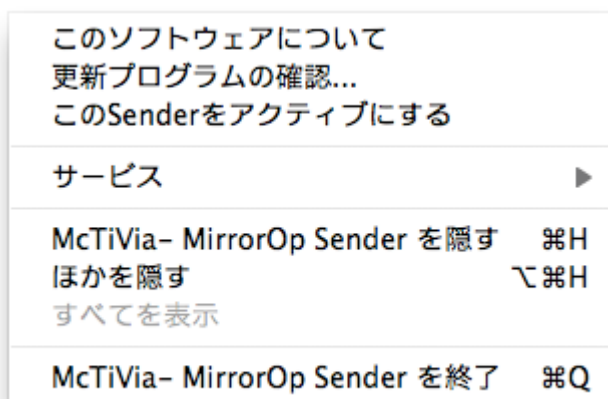 このソフトウェアについて
更新プログラムの確認...
このSenderをアクティブにする
サービス
McTiVia- MirrorOp Sender を隠す ⌘H
ほかを隠す ⌥⌘H
すべてを表示
McTiVia- MirrorOp Sender を終了 ⌘Q